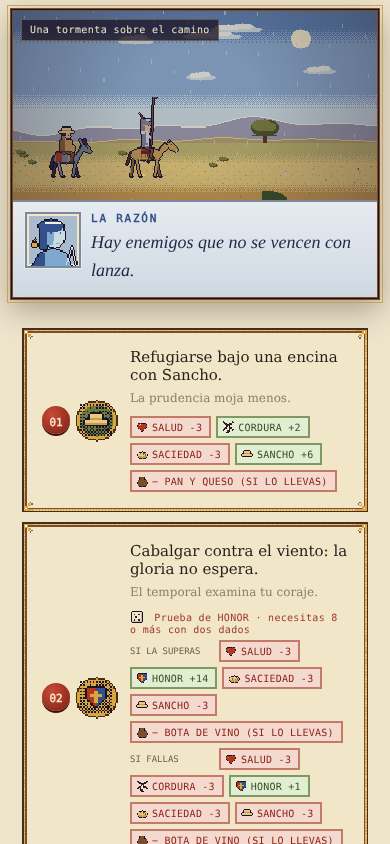 Una tormenta sobre el camino
LA RAZÓN
Hay enemigos que no se vencen con
lanza.
01
Refugiarse bajo una encina
con Sancho.
La prudencia moja menos.
SALUD -3
CORDURA +2
SACIEDAD -3
SANCHO +6
— PAN Y QUESO (SI LO LLEVAS)
02
Cabalgar contra el viento: la
gloria no espera.
El temporal examina tu coraje.
Prueba de HONOR · necesitas 8
o más con dos dados
SI LA SUPERAS
SALUD -3
HONOR +14
SACIEDAD -3
SANCHO -3
— BOTA DE VINO (SI LO LLEVAS)
SI FALLAS
SALUD -3
CORDURA -3
HONOR +1
SACIEDAD -3
SANCHO -3
— BOTA DE VINO (SI LO LLEVAS)